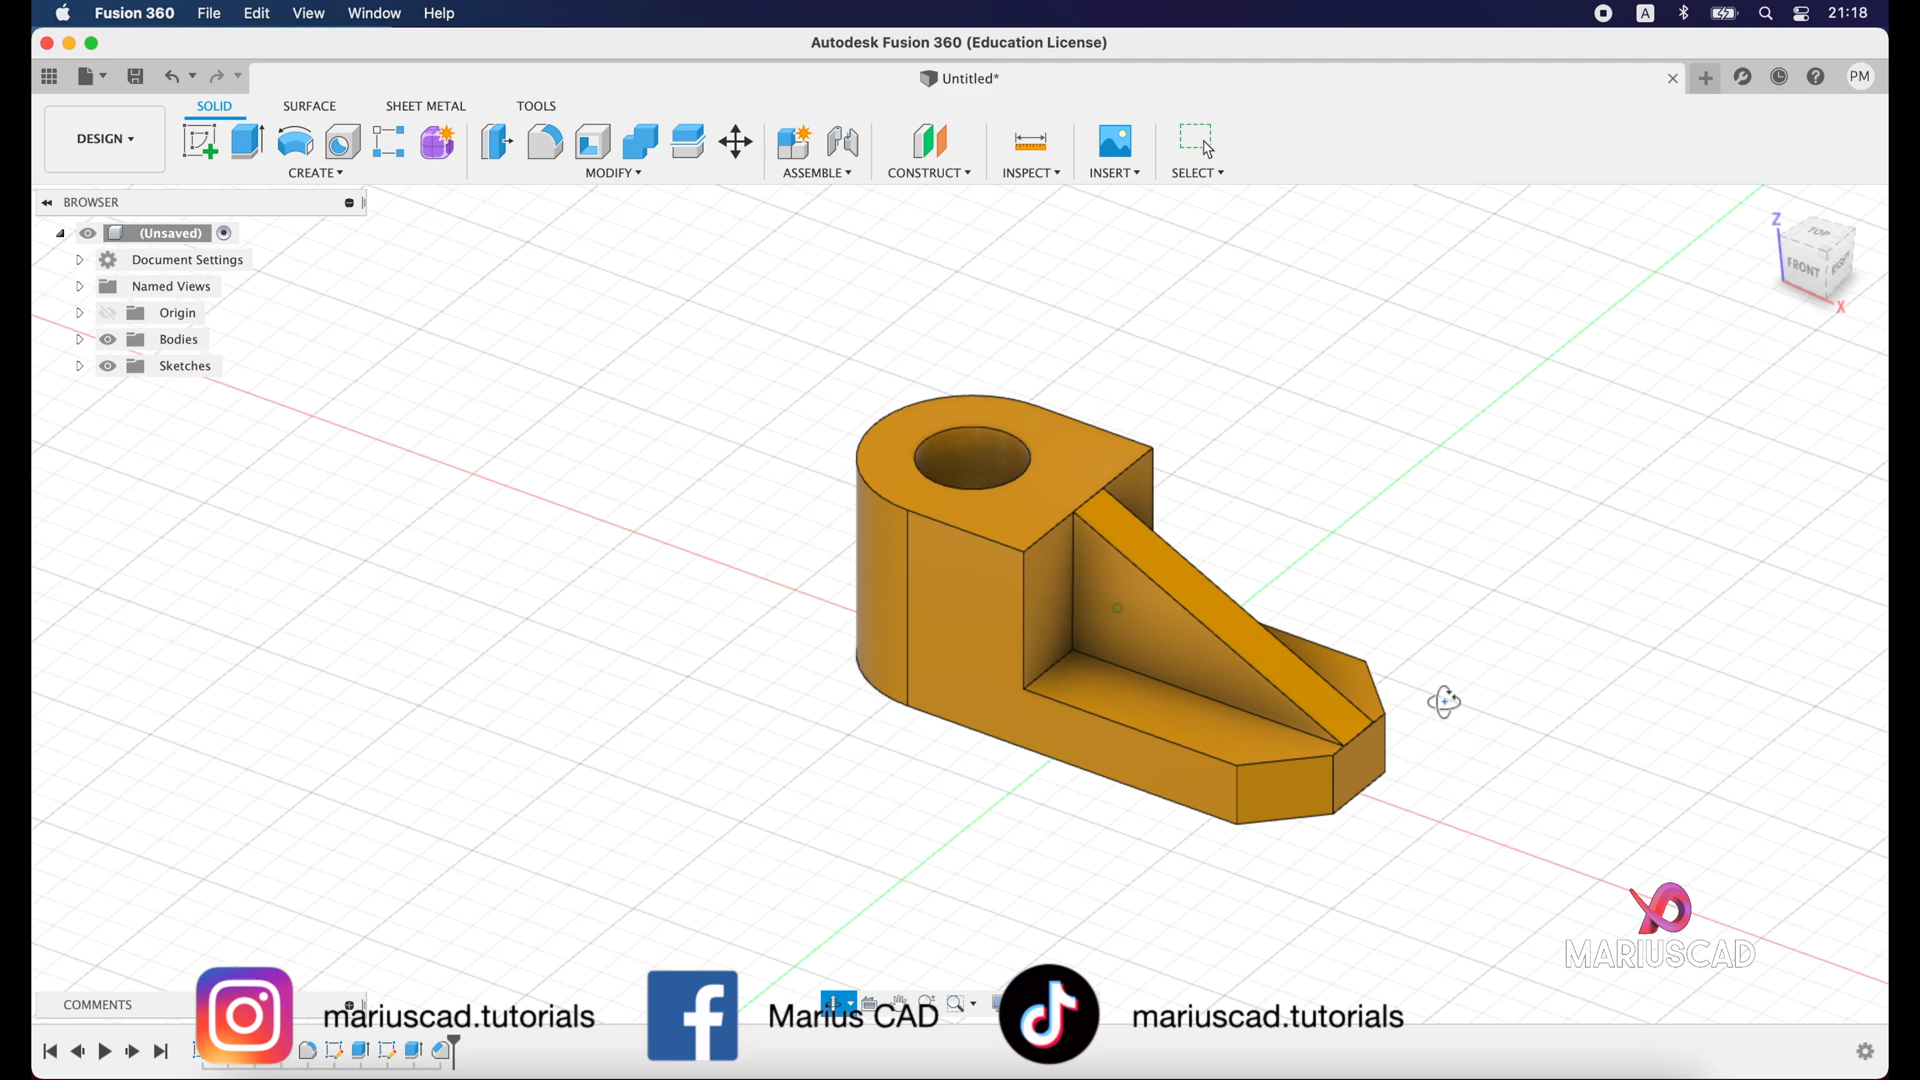 Fusion 360 File Edit View Window Help A 21:18
Autodesk Fusion 360 (Education License)
Untitled* PM
DESIGN
SOLID SURFACE SHEET METAL TOOLS
CREATE MODIFY ASSEMBLE CONSTRUCT INSPECT INSERT SELECT
BROWSER
(Unsaved)
Document Settings
Named Views
Origin
Bodies
Sketches
Z
TOP
FRONT RIGHT
X
MARIUSCAD
COMMENTS
mariuscad.tutorials Marius CAD mariuscad.tutorials